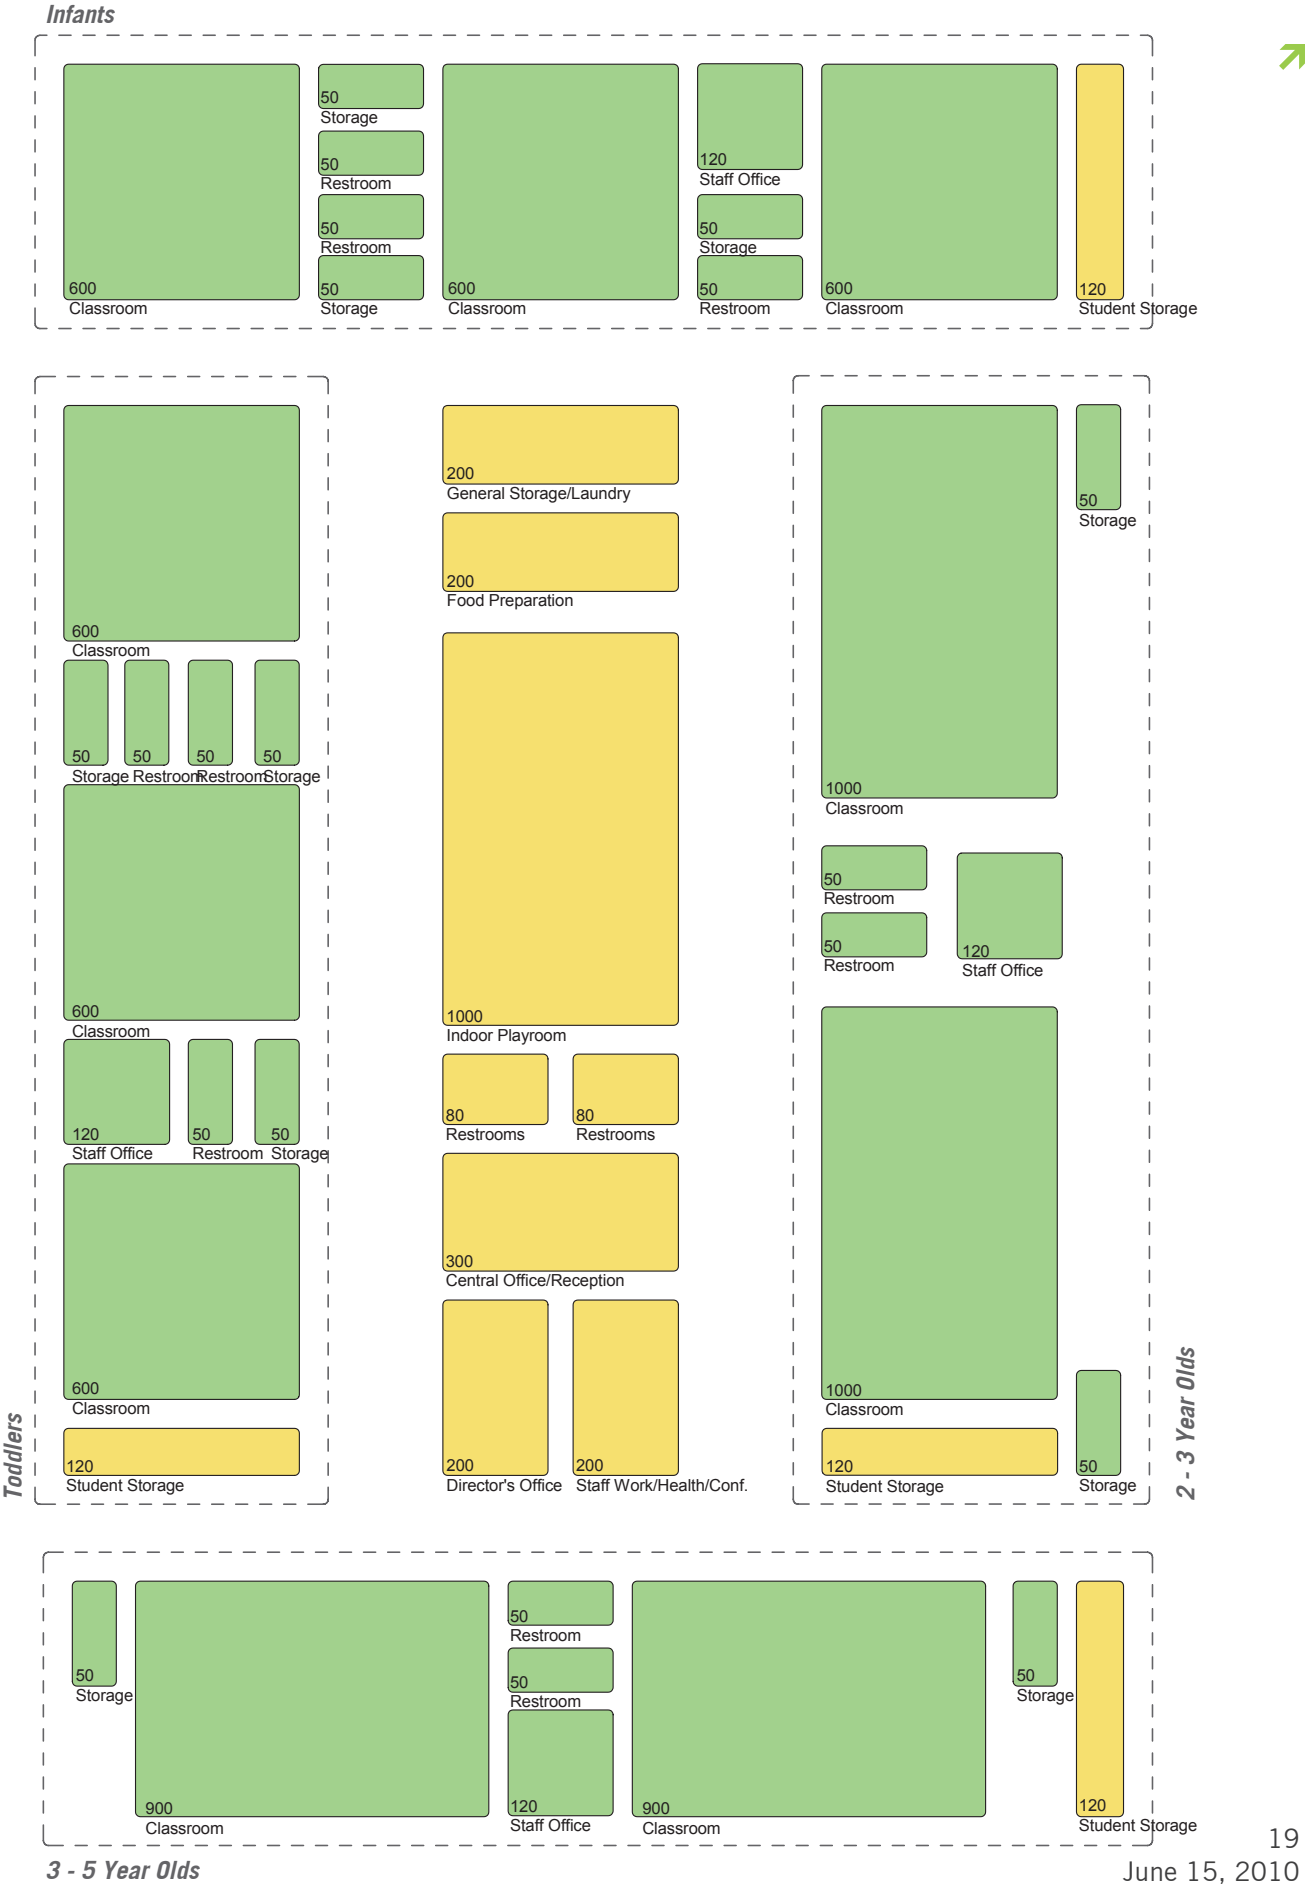 Infants
600
Classroom
50
Storage
50
Restroom
50
Restroom
50
Storage
600
Classroom
120
Staff Office
50
Storage
50
Restroom
600
Classroom
120
Student Storage
Toddlers
600
Classroom
50
Storage
50
Restroom
50
Restroom
50
Storage
600
Classroom
120
Staff Office
50
Restroom
50
Storage
600
Classroom
120
Student Storage
200
General Storage/Laundry
200
Food Preparation
1000
Indoor Playroom
80
Restrooms
80
Restrooms
300
Central Office/Reception
200
Director's Office
200
Staff Work/Health/Conf.
2 - 3 Year Olds
1000
Classroom
50
Storage
50
Restroom
50
Restroom
120
Staff Office
1000
Classroom
120
Student Storage
50
Storage
50
Storage
900
Classroom
50
Restroom
50
Restroom
120
Staff Office
900
Classroom
50
Storage
120
Student Storage
3 - 5 Year Olds
19
June 15, 2010